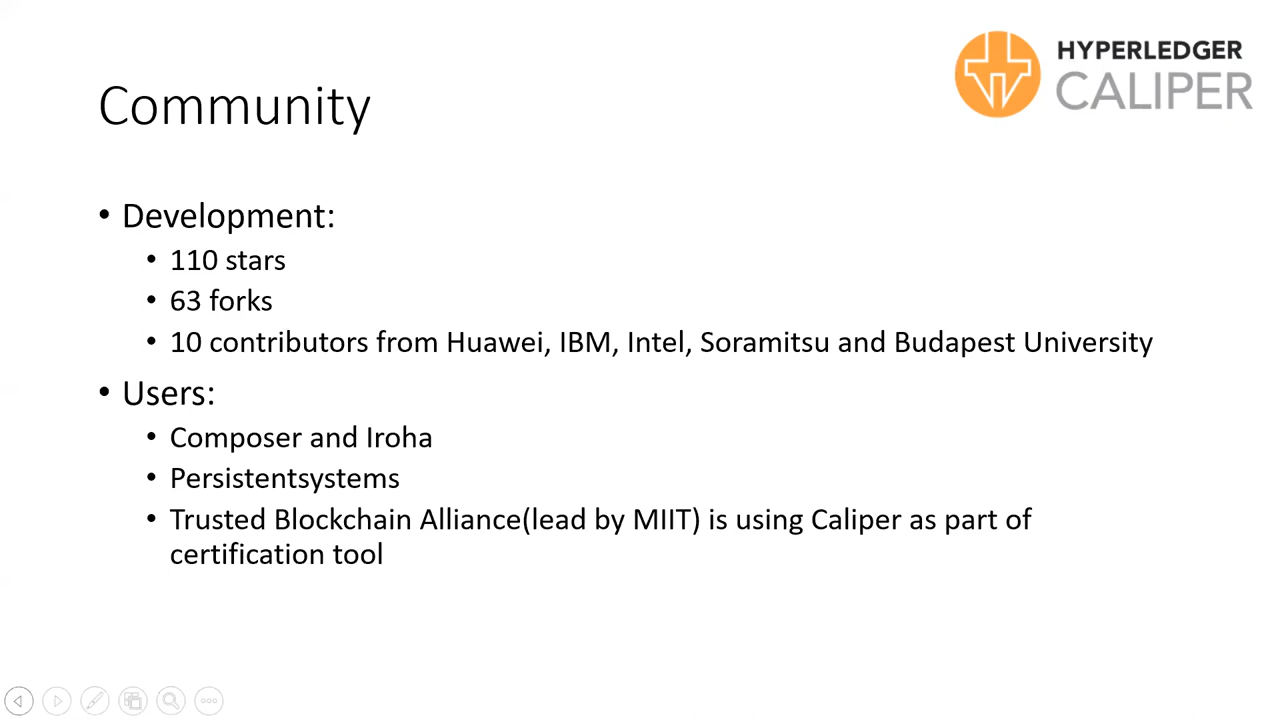 HYPERLEDGER
CALIPER
Community
• Development:
• 110 stars
• 63 forks
• 10 contributors from Huawei, IBM, Intel, Soramitsu and Budapest University
• Users:
• Composer and Iroha
• Persistentsystems
• Trusted Blockchain Alliance(lead by MIIT) is using Caliper as part of
certification tool